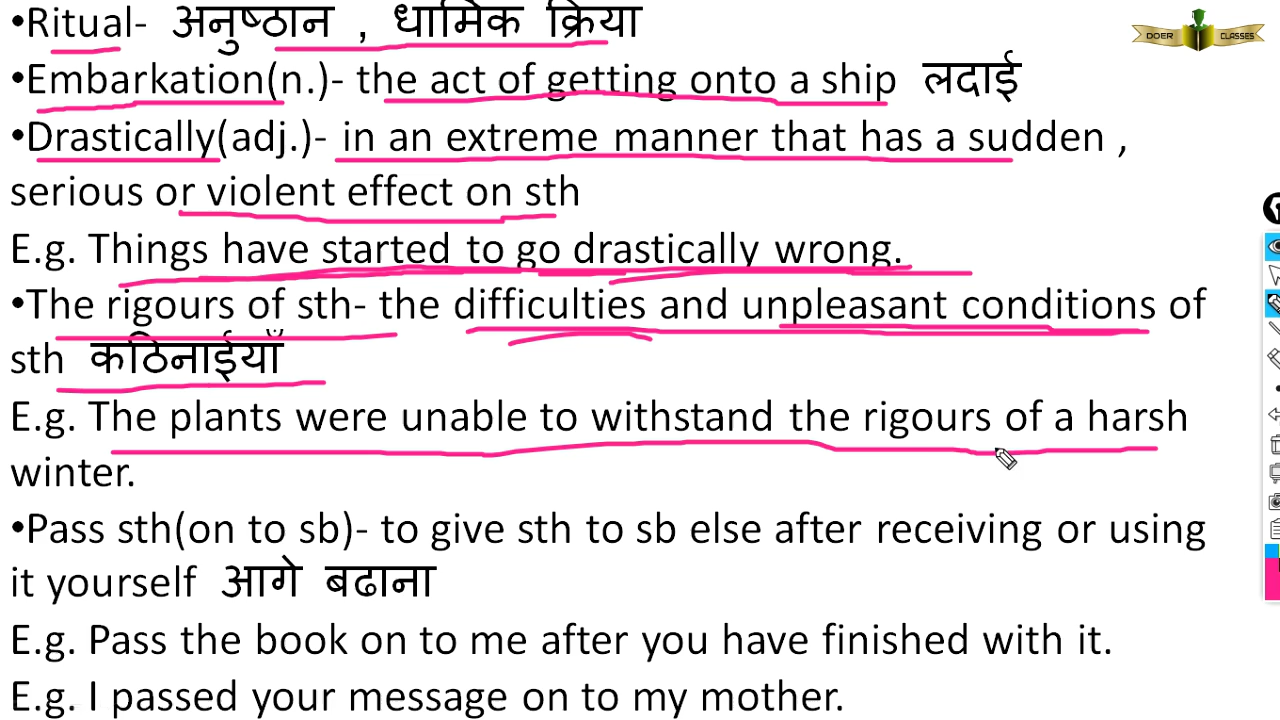 •Ritual- अनुष्ठान , धामिक क्रिया
•Embarkation(n.)- the act of getting onto a ship लदाई
•Drastically(adj.)- in an extreme manner that has a sudden ,
serious or violent effect on sth
E.g. Things have started to go drastically wrong.
•The rigours of sth- the difficulties and unpleasant conditions of
sth कठिनाईयाँ
E.g. The plants were unable to withstand the rigours of a harsh
winter.
•Pass sth(on to sb)- to give sth to sb else after receiving or using
it yourself आगे बढाना
E.g. Pass the book on to me after you have finished with it.
E.g. I passed your message on to my mother.
DOER CLASSES